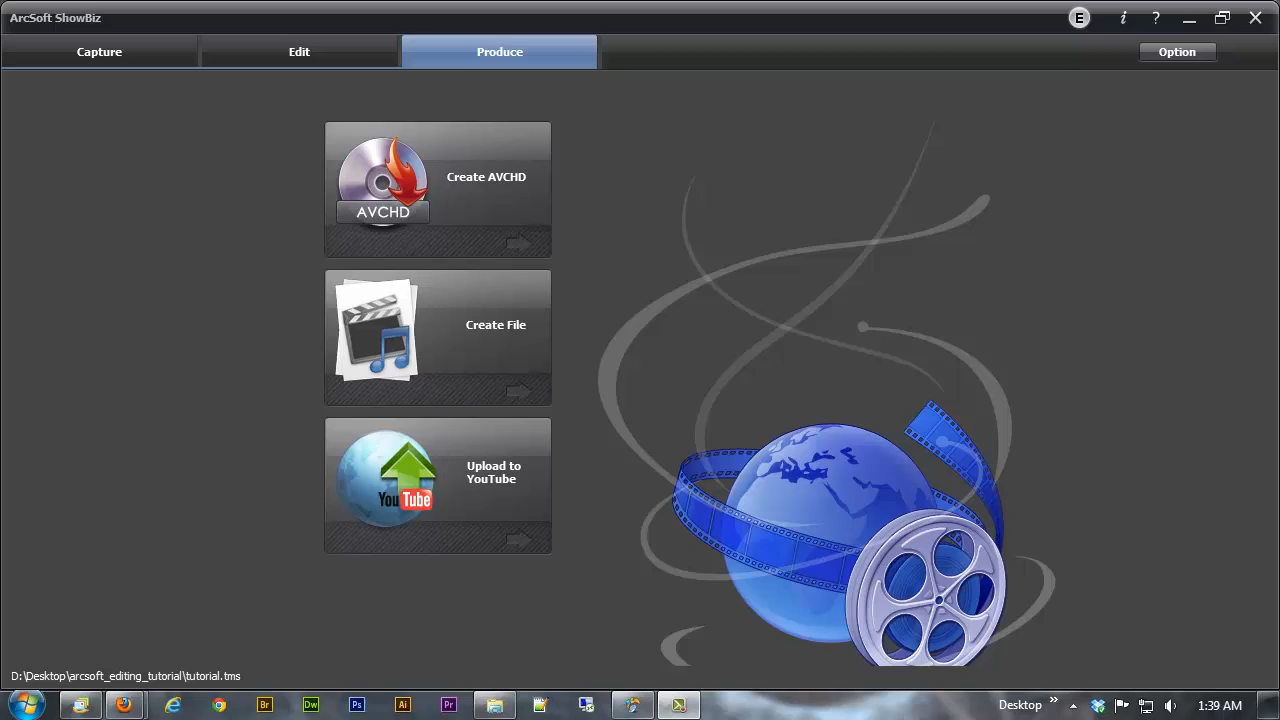 ArcSoft ShowBiz
E
i
?
Capture
Edit
Produce
Option
Create AVCHD
AVCHD
Create File
Upload to
YouTube
YouTube
D:\Desktop\arcsoft_editing_tutorial\tutorial.tms
Br
Dw
Ps
Ai
Pr
Desktop
1:39 AM